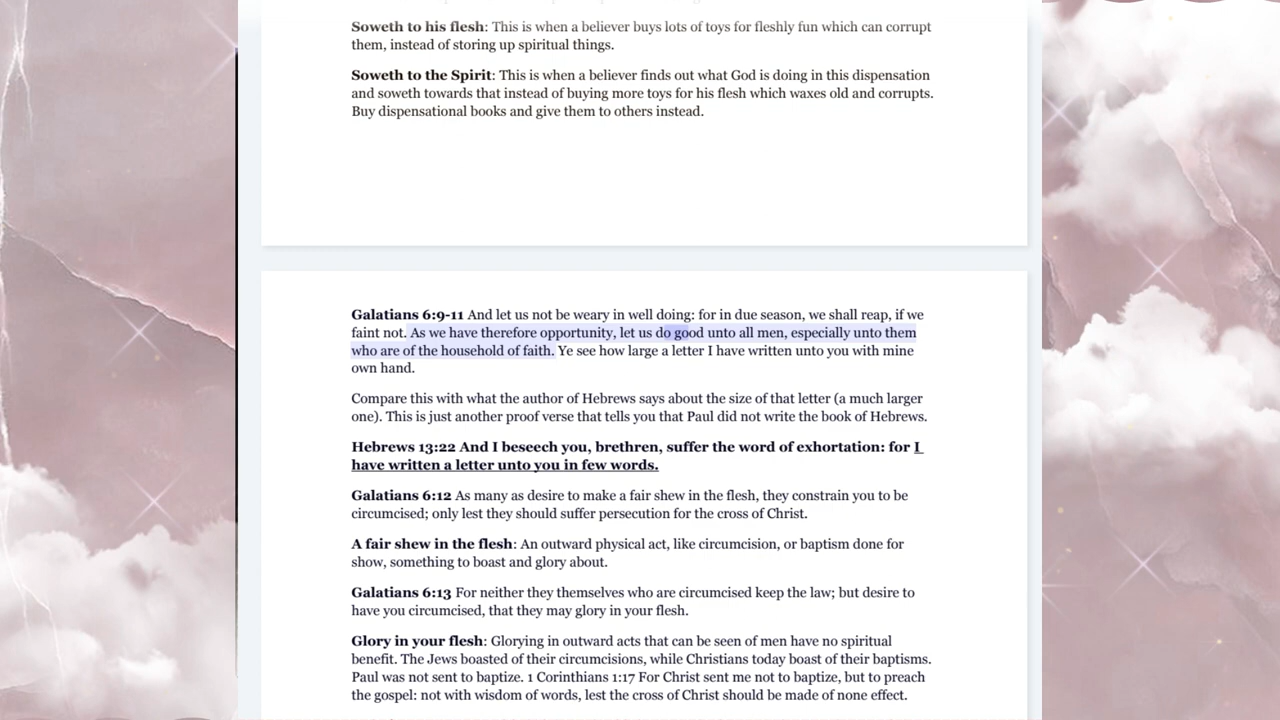 Soweth to his flesh: This is when a believer buys lots of toys for fleshly fun which can corrupt
them, instead of storing up spiritual things.
Soweth to the Spirit: This is when a believer finds out what God is doing in this dispensation
and soweth towards that instead of buying more toys for his flesh which waxes old and corrupts.
Buy dispensational books and give them to others instead.
Galatians 6:9-11 And let us not be weary in well doing: for in due season, we shall reap, if we
faint not. As we have therefore opportunity, let us do good unto all men, especially unto them
who are of the household of faith. Ye see how large a letter I have written unto you with mine
own hand.
Compare this with what the author of Hebrews says about the size of that letter (a much larger
one). This is just another proof verse that tells you that Paul did not write the book of Hebrews.
Hebrews 13:22 And I beseech you, brethren, suffer the word of exhortation: for I
have written a letter unto you in few words.
Galatians 6:12 As many as desire to make a fair shew in the flesh, they constrain you to be
circumcised; only lest they should suffer persecution for the cross of Christ.
A fair shew in the flesh: An outward physical act, like circumcision, or baptism done for
show, something to boast and glory about.
Galatians 6:13 For neither they themselves who are circumcised keep the law; but desire to
have you circumcised, that they may glory in your flesh.
Glory in your flesh: Glorying in outward acts that can be seen of men have no spiritual
benefit. The Jews boasted of their circumcisions, while Christians today boast of their baptisms.
Paul was not sent to baptize. 1 Corinthians 1:17 For Christ sent me not to baptize, but to preach
the gospel: not with wisdom of words, lest the cross of Christ should be made of none effect.